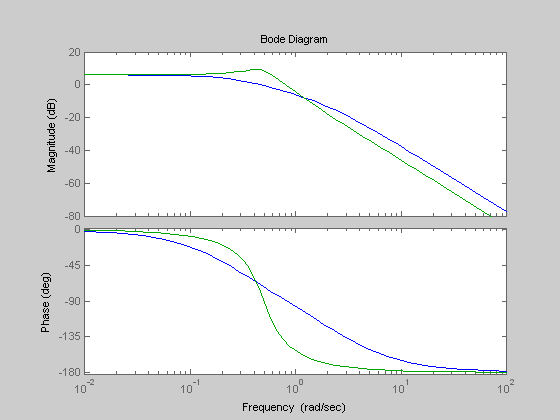 Bode Diagram
20
0
-20
-40
-60
-80
Magnitude (dB)
0
-45
-90
-135
-180
Phase (deg)
10^-2 10^-1 10^0 10^1 10^2
Frequency (rad/sec)